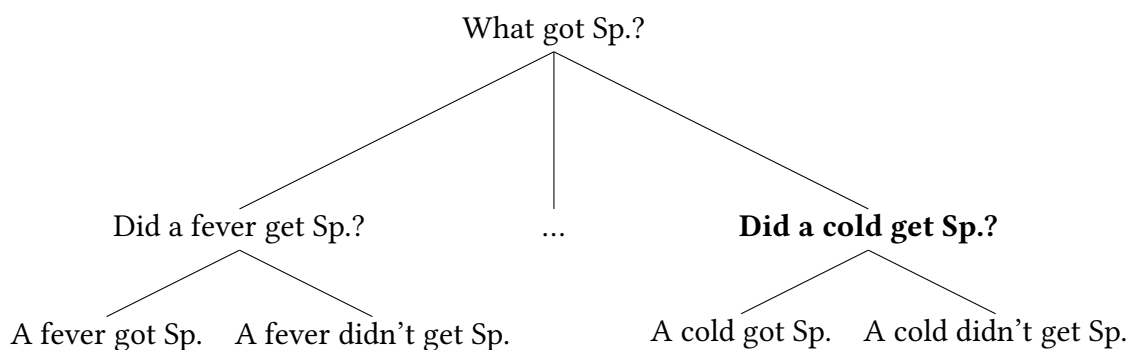 What got Sp.?
Did a fever get Sp.? ... Did a cold get Sp.?
A fever got Sp. A fever didn’t get Sp. A cold got Sp. A cold didn’t get Sp.